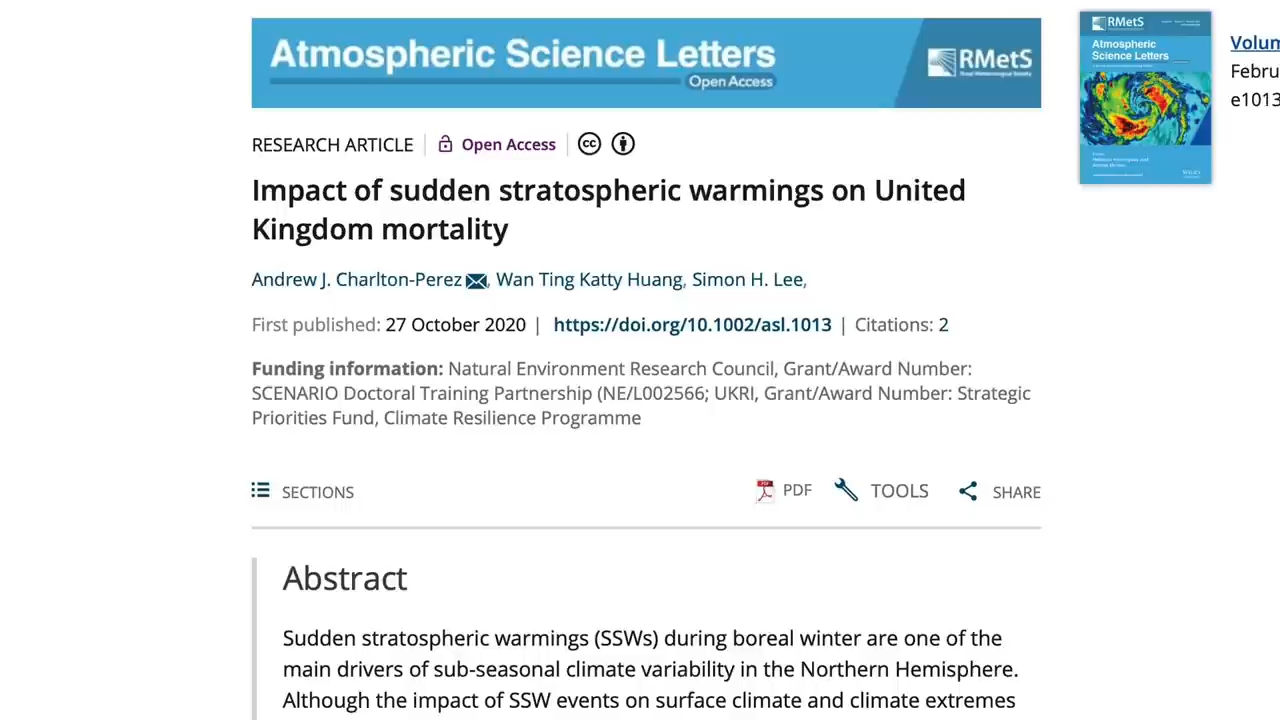 Atmospheric Science Letters
Open Access
RMetS
Royal Meteorological Society
RMetS
Atmospheric
Science Letters
Volum
Febru
e1013
RESEARCH ARTICLE
Open Access
cc
Impact of sudden stratospheric warmings on United
Kingdom mortality
Andrew J. Charlton-Perez, Wan Ting Katty Huang, Simon H. Lee,
First published: 27 October 2020 | https://doi.org/10.1002/asl.1013 | Citations: 2
Funding information: Natural Environment Research Council, Grant/Award Number:
SCENARIO Doctoral Training Partnership (NE/L002566; UKRI, Grant/Award Number: Strategic
Priorities Fund, Climate Resilience Programme
SECTIONS
PDF
PDF
TOOLS
SHARE
Abstract
Sudden stratospheric warmings (SSWs) during boreal winter are one of the
main drivers of sub-seasonal climate variability in the Northern Hemisphere.
Although the impact of SSW events on surface climate and climate extremes